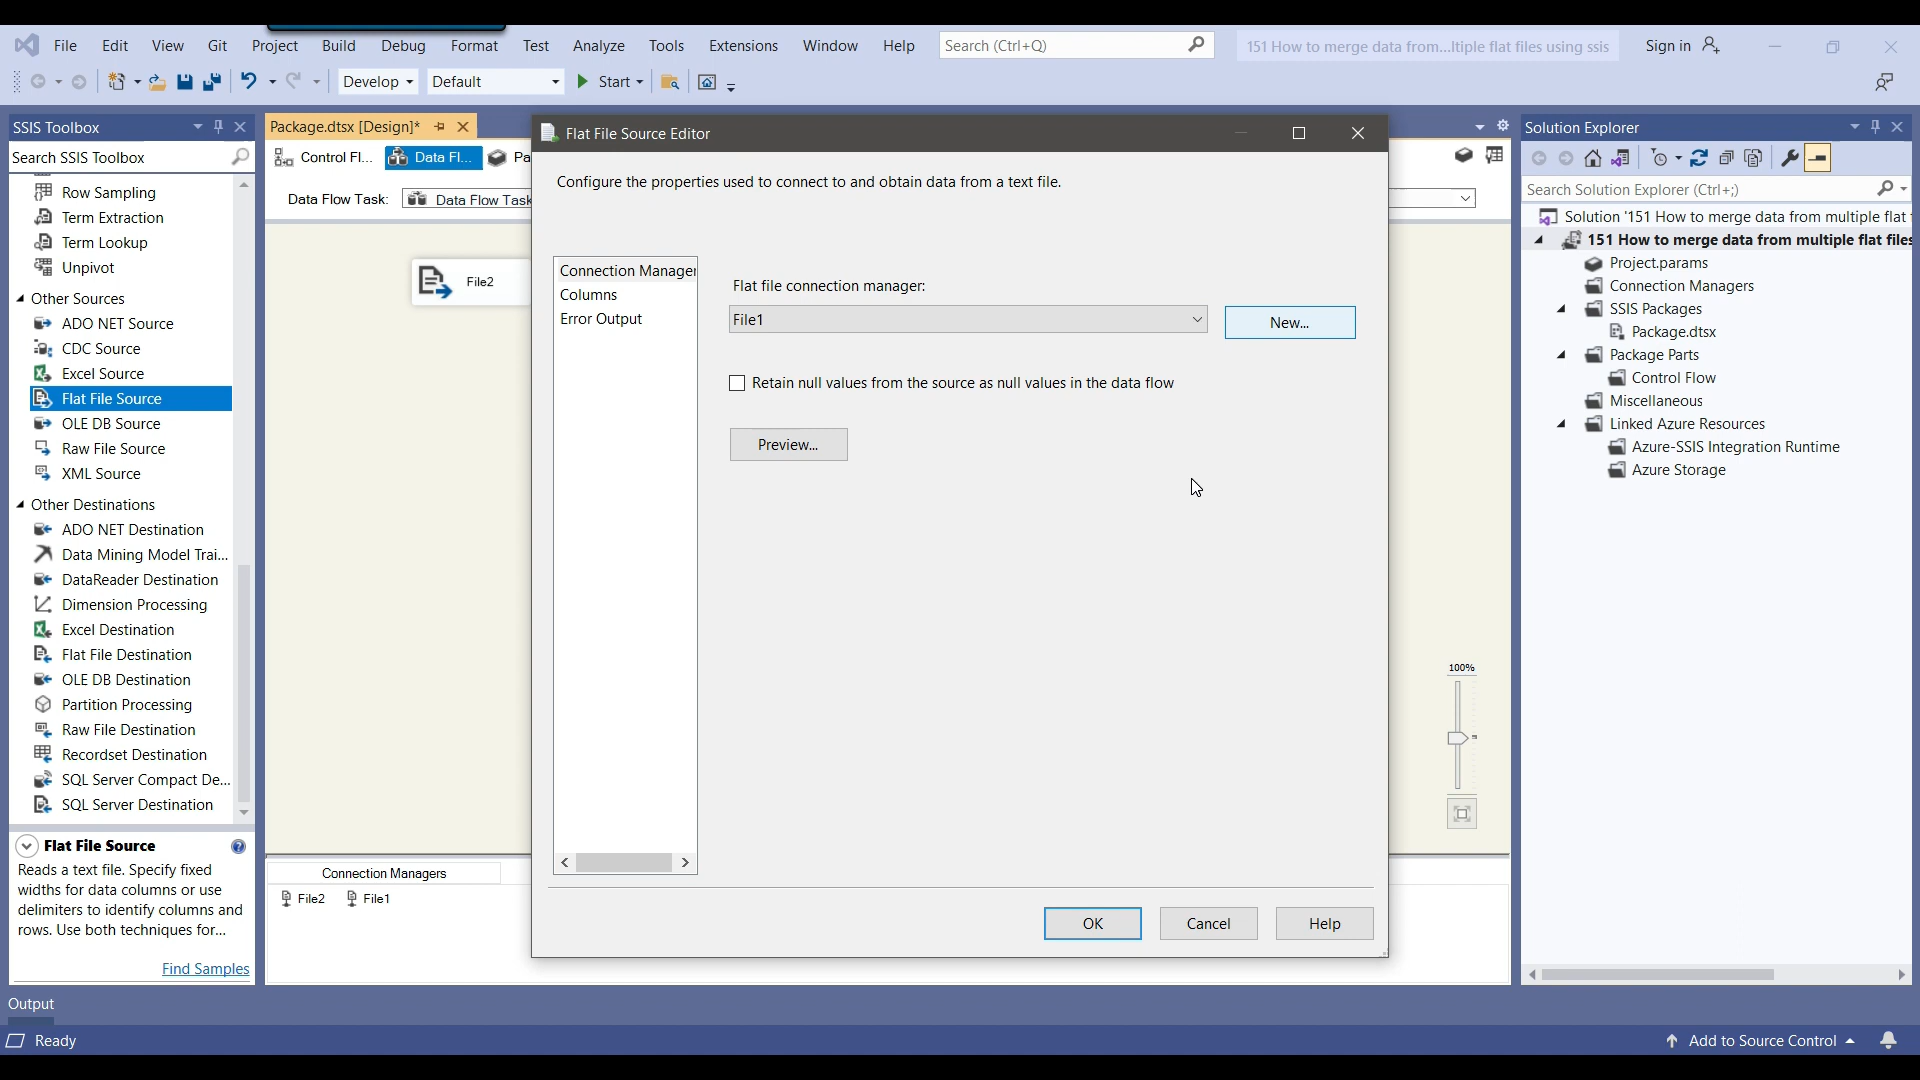 File Edit View Git Project Build Debug Format Test Analyze Tools Extensions Window Help Search (Ctrl+Q) 151 How to merge data from...ltiple flat files using ssis Sign in
Develop Default Start
SSIS Toolbox
Search SSIS Toolbox
Row Sampling
Term Extraction
Term Lookup
Unpivot
Other Sources
ADO NET Source
CDC Source
Excel Source
Flat File Source
OLE DB Source
Raw File Source
XML Source
Other Destinations
ADO NET Destination
Data Mining Model Trai...
DataReader Destination
Dimension Processing
Excel Destination
Flat File Destination
OLE DB Destination
Partition Processing
Raw File Destination
Recordset Destination
SQL Server Compact De...
SQL Server Destination
Flat File Source
Reads a text file. Specify fixed
widths for data columns or use
delimiters to identify columns and
rows. Use both techniques for...
Find Samples
Package.dtsx [Design]*
Control Fl... Data Fl... Pa
Data Flow Task: Data Flow Task
File2
100%
Connection Managers
File2 File1
Flat File Source Editor
Configure the properties used to connect to and obtain data from a text file.
Connection Manager
Columns
Error Output
Flat file connection manager:
File1 New...
Retain null values from the source as null values in the data flow
Preview...
OK Cancel Help
Solution Explorer
Search Solution Explorer (Ctrl+;)
Solution '151 How to merge data from multiple flat
151 How to merge data from multiple flat files
Project.params
Connection Managers
SSIS Packages
Package.dtsx
Package Parts
Control Flow
Miscellaneous
Linked Azure Resources
Azure-SSIS Integration Runtime
Azure Storage
Output
Ready Add to Source Control